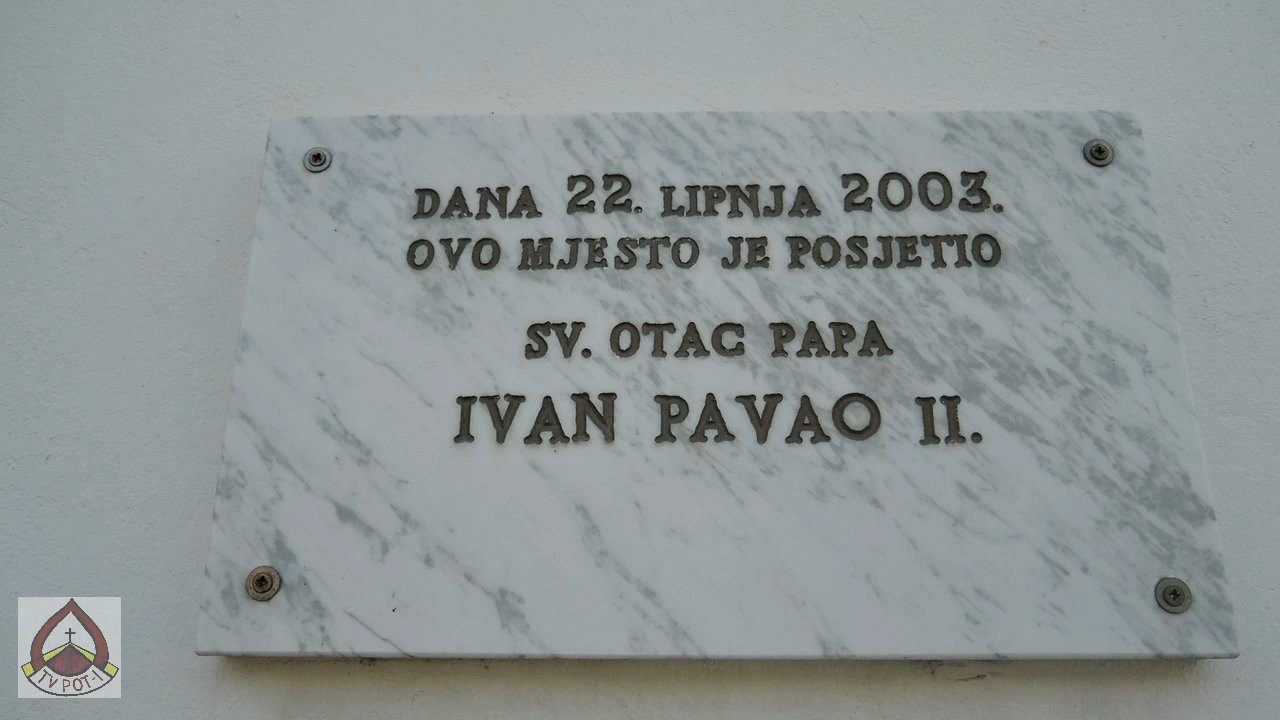 DANA 22. LIPNJA 2003.
OVO MJESTO JE POSJETIO
SV. OTAC PAPA
IVAN PAVAO II.
TV POT-I